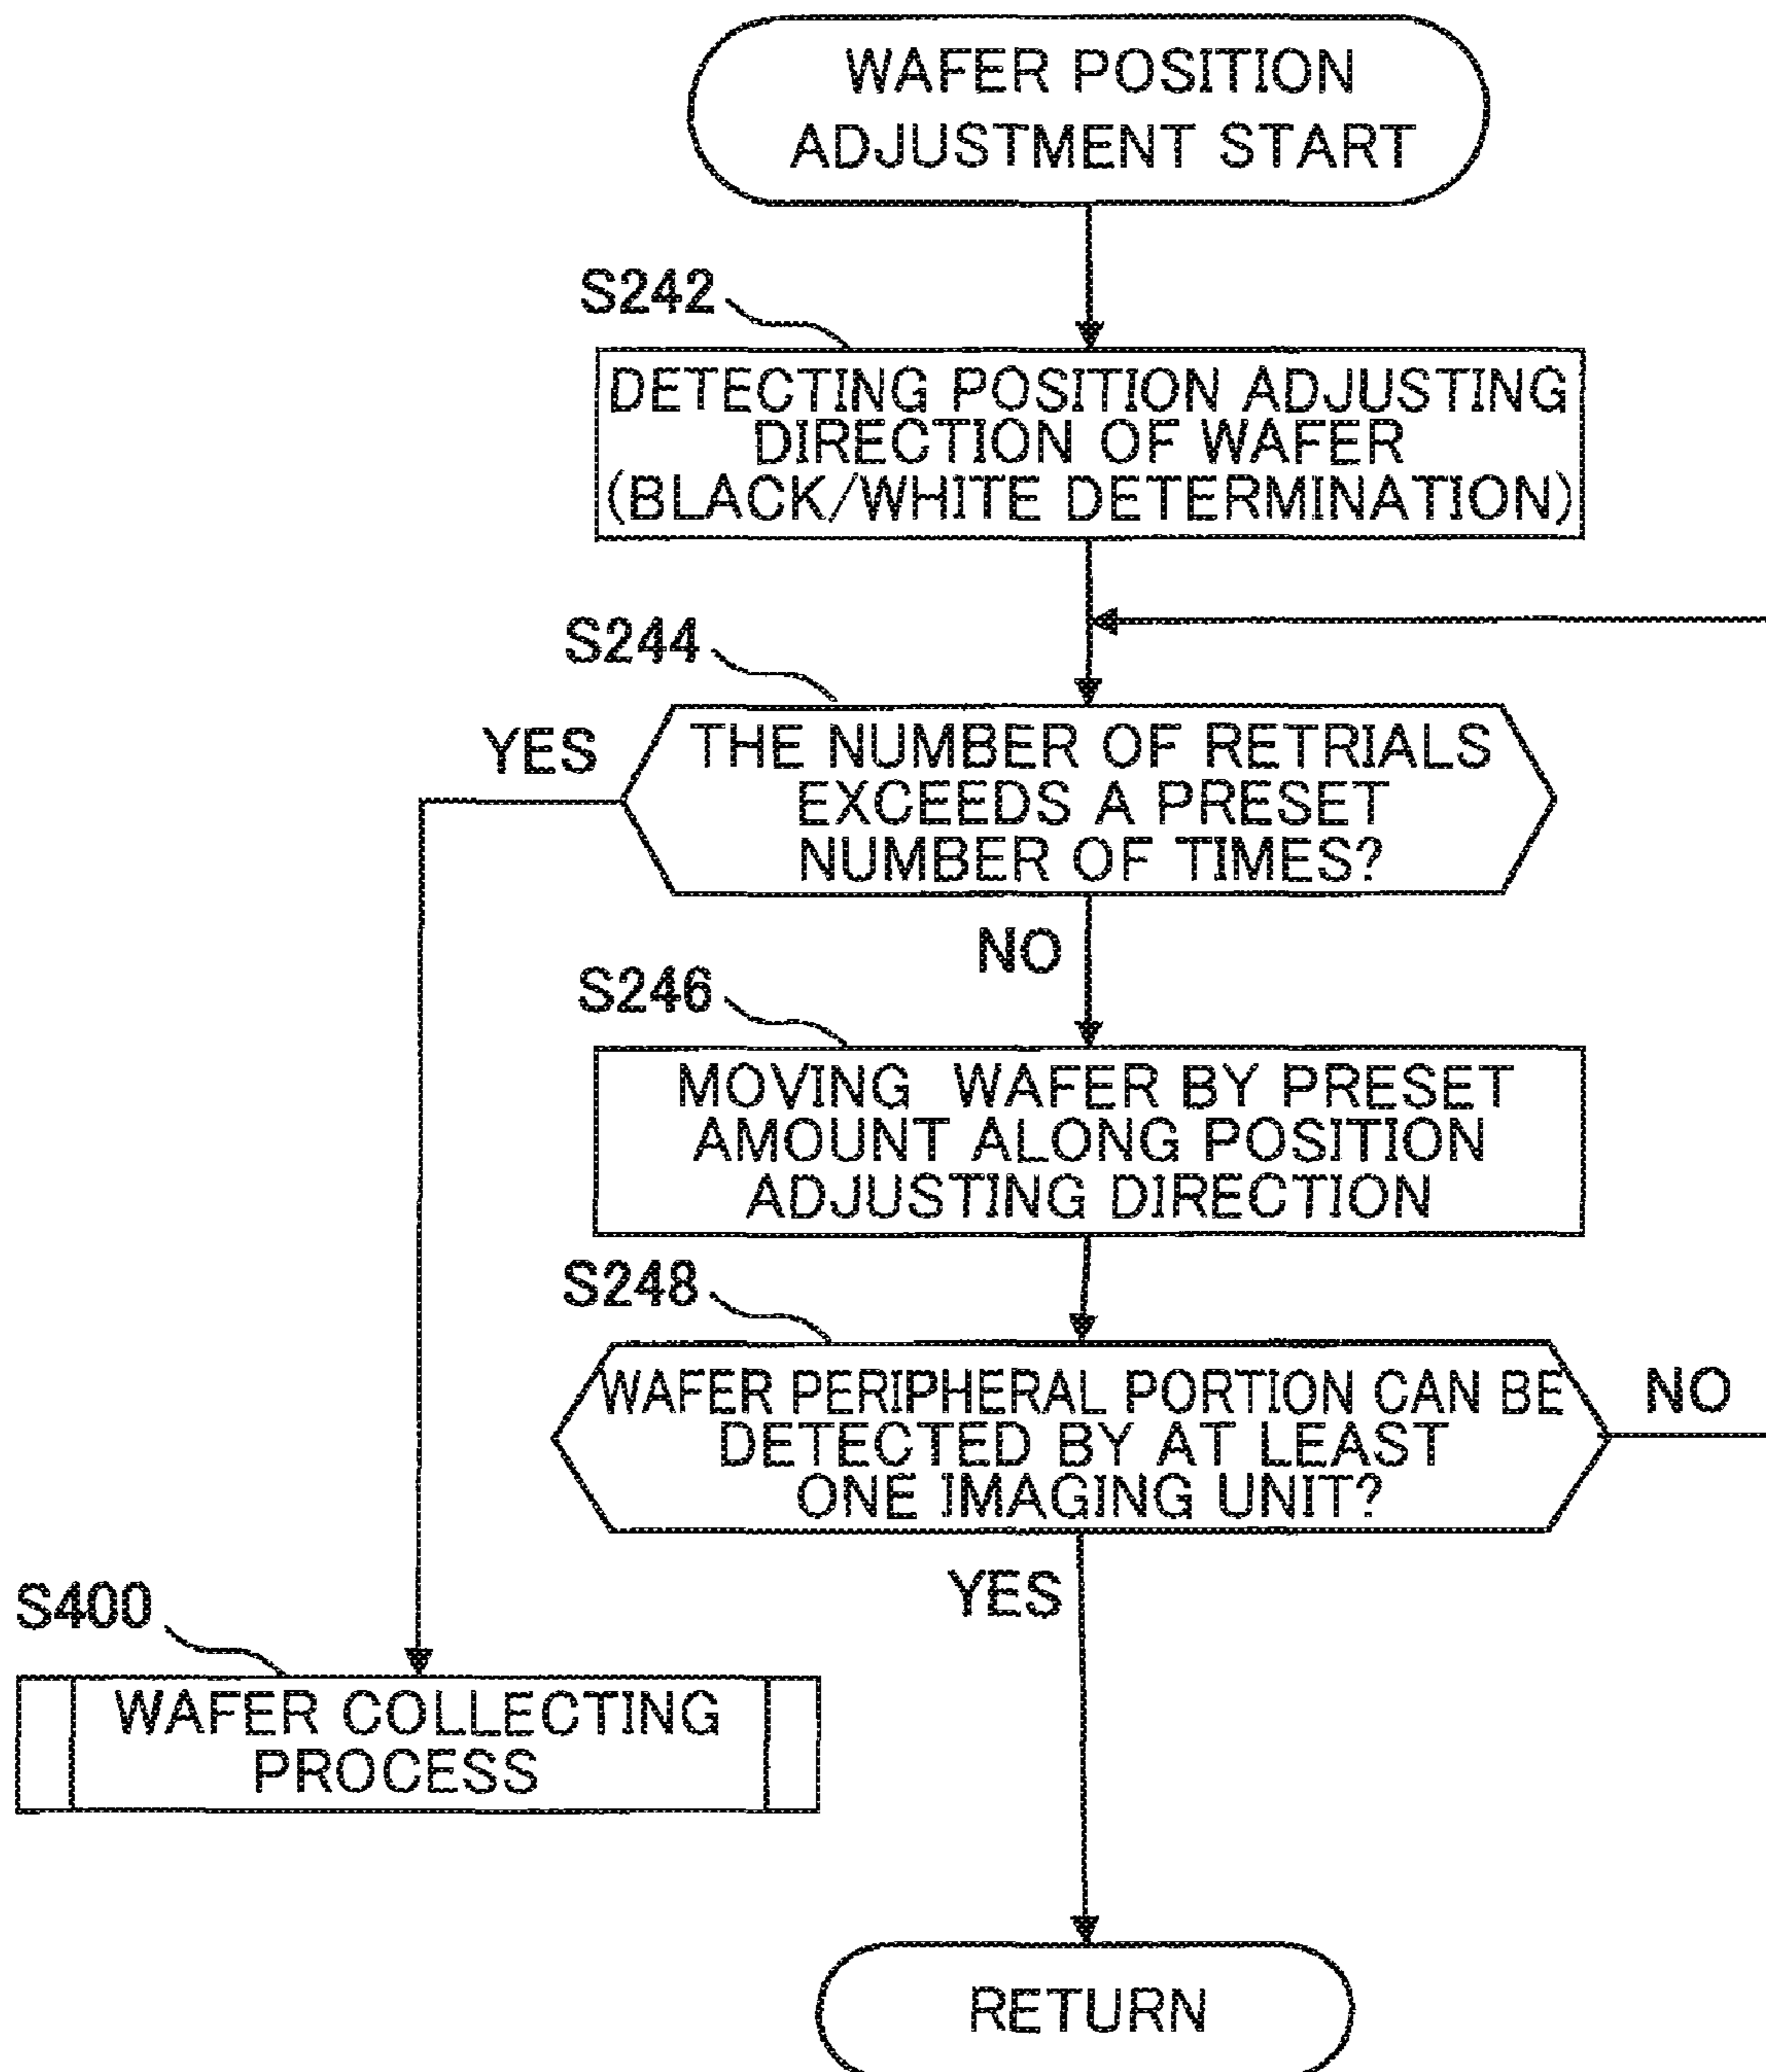 WAFER POSITION
ADJUSTMENT START
S242
DETECTING POSITION ADJUSTING
DIRECTION OF WAFER
(BLACK/WHITE DETERMINATION)
S244
YES
THE NUMBER OF RETRIALS
EXCEEDS A PRESET
NUMBER OF TIMES?
NO
S246
MOVING WAFER BY PRESET
AMOUNT ALONG POSITION
ADJUSTING DIRECTION
S248
WAFER PERIPHERAL PORTION CAN BE
DETECTED BY AT LEAST
ONE IMAGING UNIT?
NO
YES
S400
WAFER COLLECTING
PROCESS
RETURN